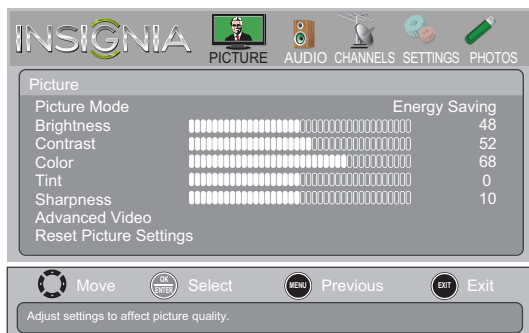 INSIGNIA
PICTURE AUDIO CHANNELS SETTINGS PHOTOS
Picture
Picture Mode Energy Saving
Brightness 48
Contrast 52
Color 68
Tint 0
Sharpness 10
Advanced Video
Reset Picture Settings
Move OK ENTER Select MENU Previous EXIT Exit
Adjust settings to affect picture quality.